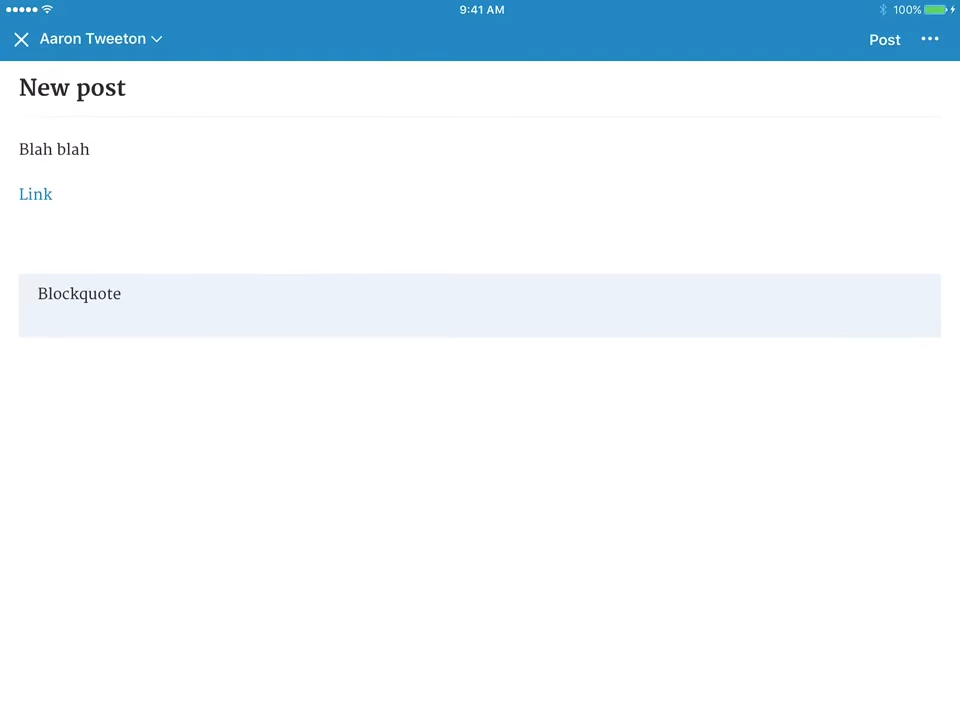 9:41 AM
100%
Aaron Tweeton
Post
New post
Blah blah
Link
Blockquote